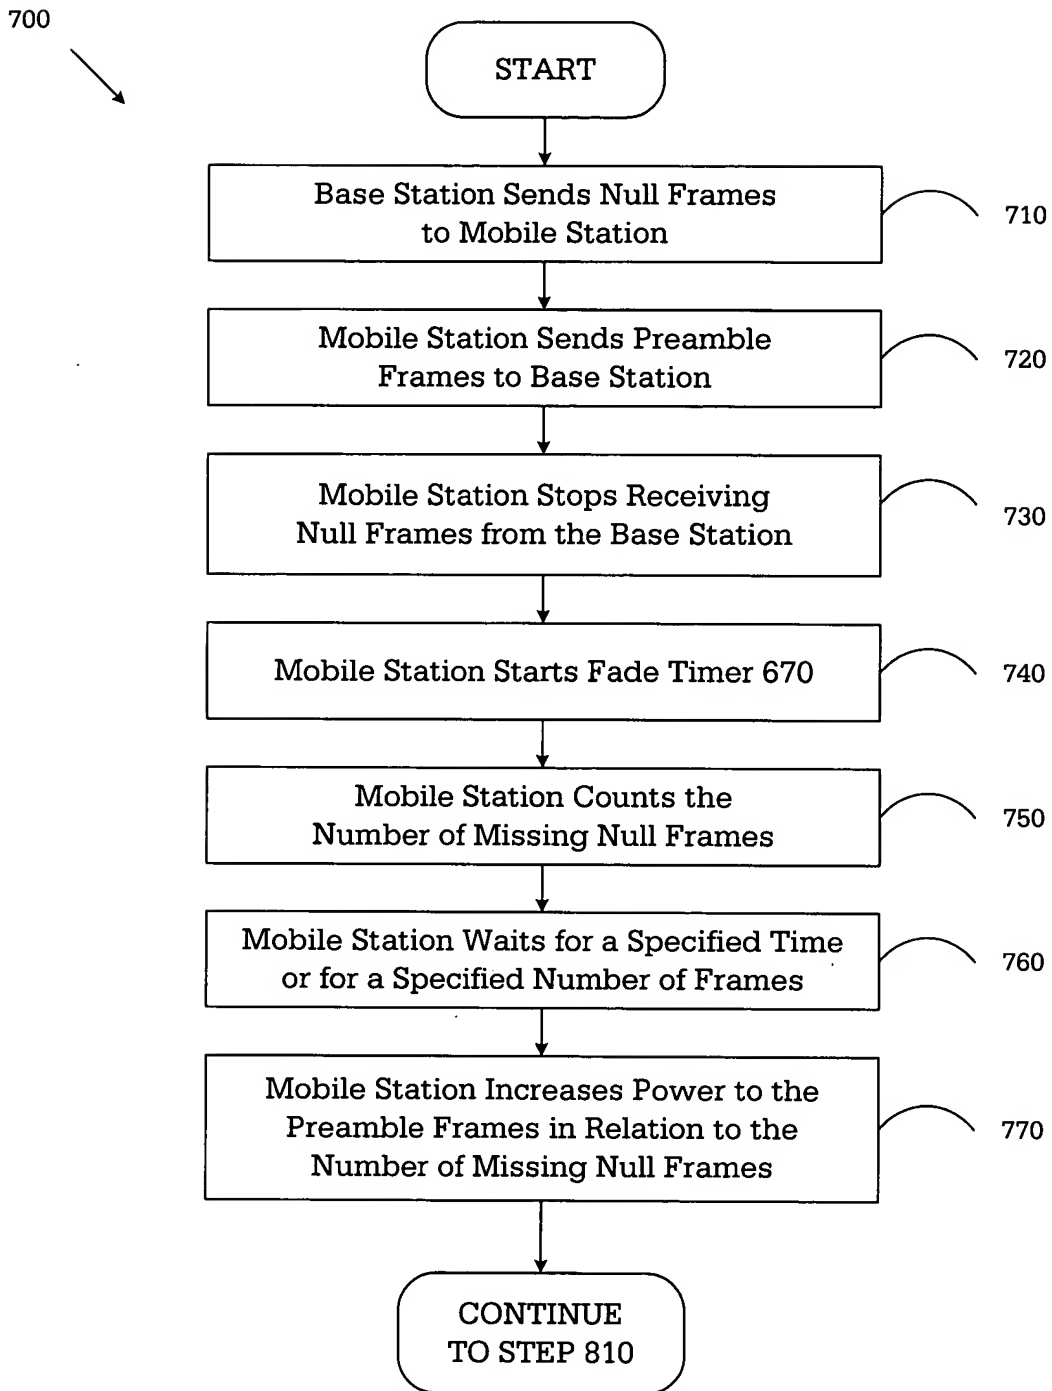 700
START
Base Station Sends Null Frames
to Mobile Station
710
Mobile Station Sends Preamble
Frames to Base Station
720
Mobile Station Stops Receiving
Null Frames from the Base Station
730
Mobile Station Starts Fade Timer 670
740
Mobile Station Counts the
Number of Missing Null Frames
750
Mobile Station Waits for a Specified Time
or for a Specified Number of Frames
760
Mobile Station Increases Power to the
Preamble Frames in Relation to the
Number of Missing Null Frames
770
CONTINUE
TO STEP 810